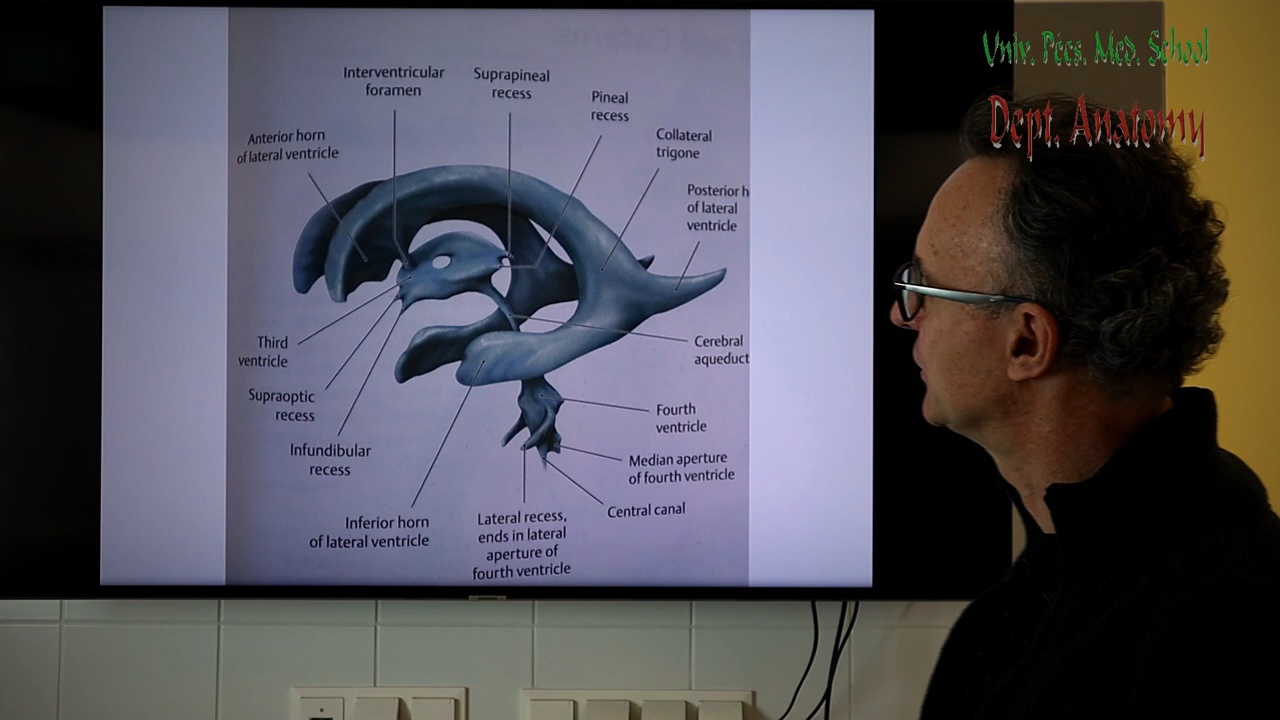 Univ. Pécs. Med. School
Dept. Anatomy
Interventricular
foramen
Suprapineal
recess
Pineal
recess
Anterior horn
of lateral ventricle
Collateral
trigone
Posterior h
of lateral
ventricle
Third
ventricle
Cerebral
aqueduct
Supraoptic
recess
Fourth
ventricle
Infundibular
recess
Median aperture
of fourth ventricle
Central canal
Inferior horn
of lateral ventricle
Lateral recess,
ends in lateral
aperture of
fourth ventricle